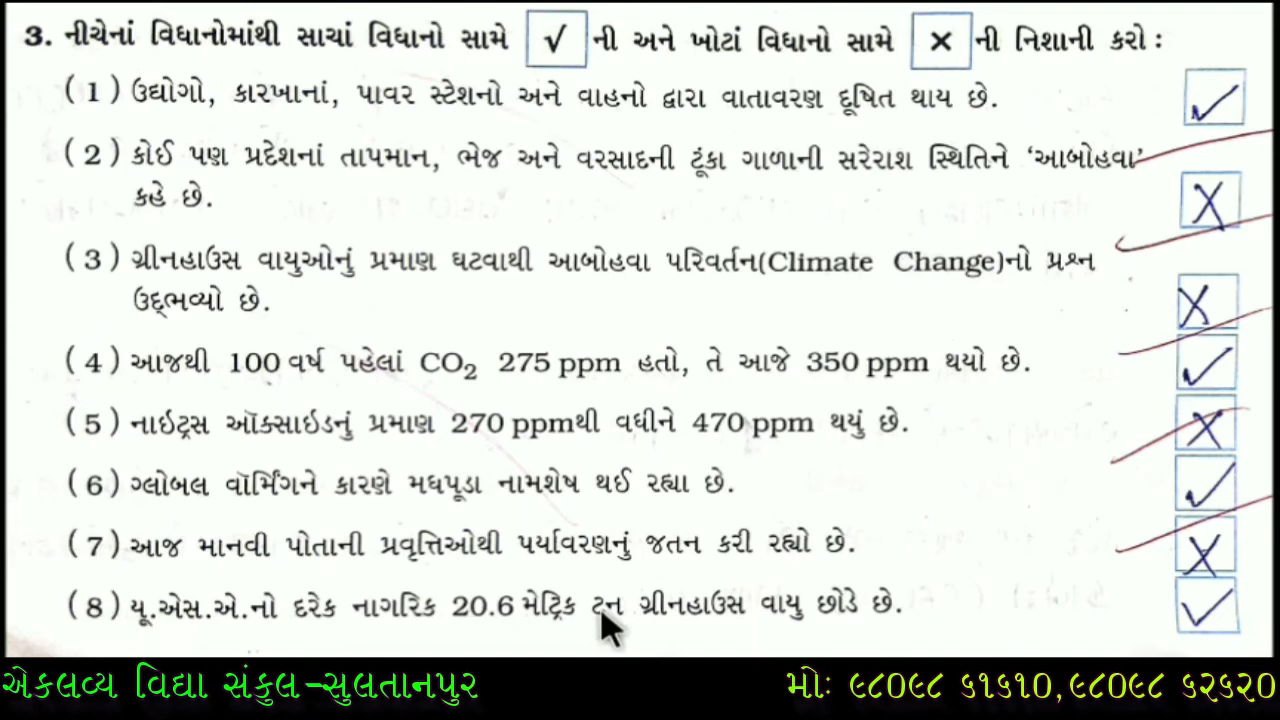 3. નીચેનાં વિધાનોમાંથી સાચાં વિધાનો સામે √ ની અને ખોટાં વિધાનો સામે × ની નિશાની કરો :
(1) ઉદ્યોગો, કારખાનાં, પાવર સ્ટેશનો અને વાહનો દ્વારા વાતાવરણ દૂષિત થાય છે. ✓
(2) કોઈ પણ પ્રદેશનાં તાપમાન, ભેજ અને વરસાદની ટૂંકા ગાળાની સરેરાશ સ્થિતિને ‘આબોહવા’
કહે છે. X
(3) ગ્રીનહાઉસ વાયુઓનું પ્રમાણ ઘટવાથી આબોહવા પરિવર્તન(Climate Change)નો પ્રશ્ન
ઉદ્ભવ્યો છે. X
(4) આજથી 100 વર્ષ પહેલાં CO₂ 275 ppm હતો, તે આજે 350 ppm થયો છે. ✓
(5) નાઇટ્રસ ઑક્સાઇડનું પ્રમાણ 270 ppmથી વધીને 470 ppm થયું છે. X
(6) ગ્લોબલ વૉર્મિંગને કારણે મધપૂડા નામશેષ થઈ રહ્યા છે. ✓
(7) આજ માનવી પોતાની પ્રવૃત્તિઓથી પર્યાવરણનું જતન કરી રહ્યો છે. X
(8) યૂ.એસ.એ.નો દરેક નાગરિક 20.6 મેટ્રિક ટન ગ્રીનહાઉસ વાયુ છોડે છે. ✓
એકલવ્ય વિદ્યા સંકુલ-સુલતાનપુર મોઃ ૯૮૦૯૮ ૬૧૬૧૦,૯૮૦૯૮ ૬૨૬૨૦